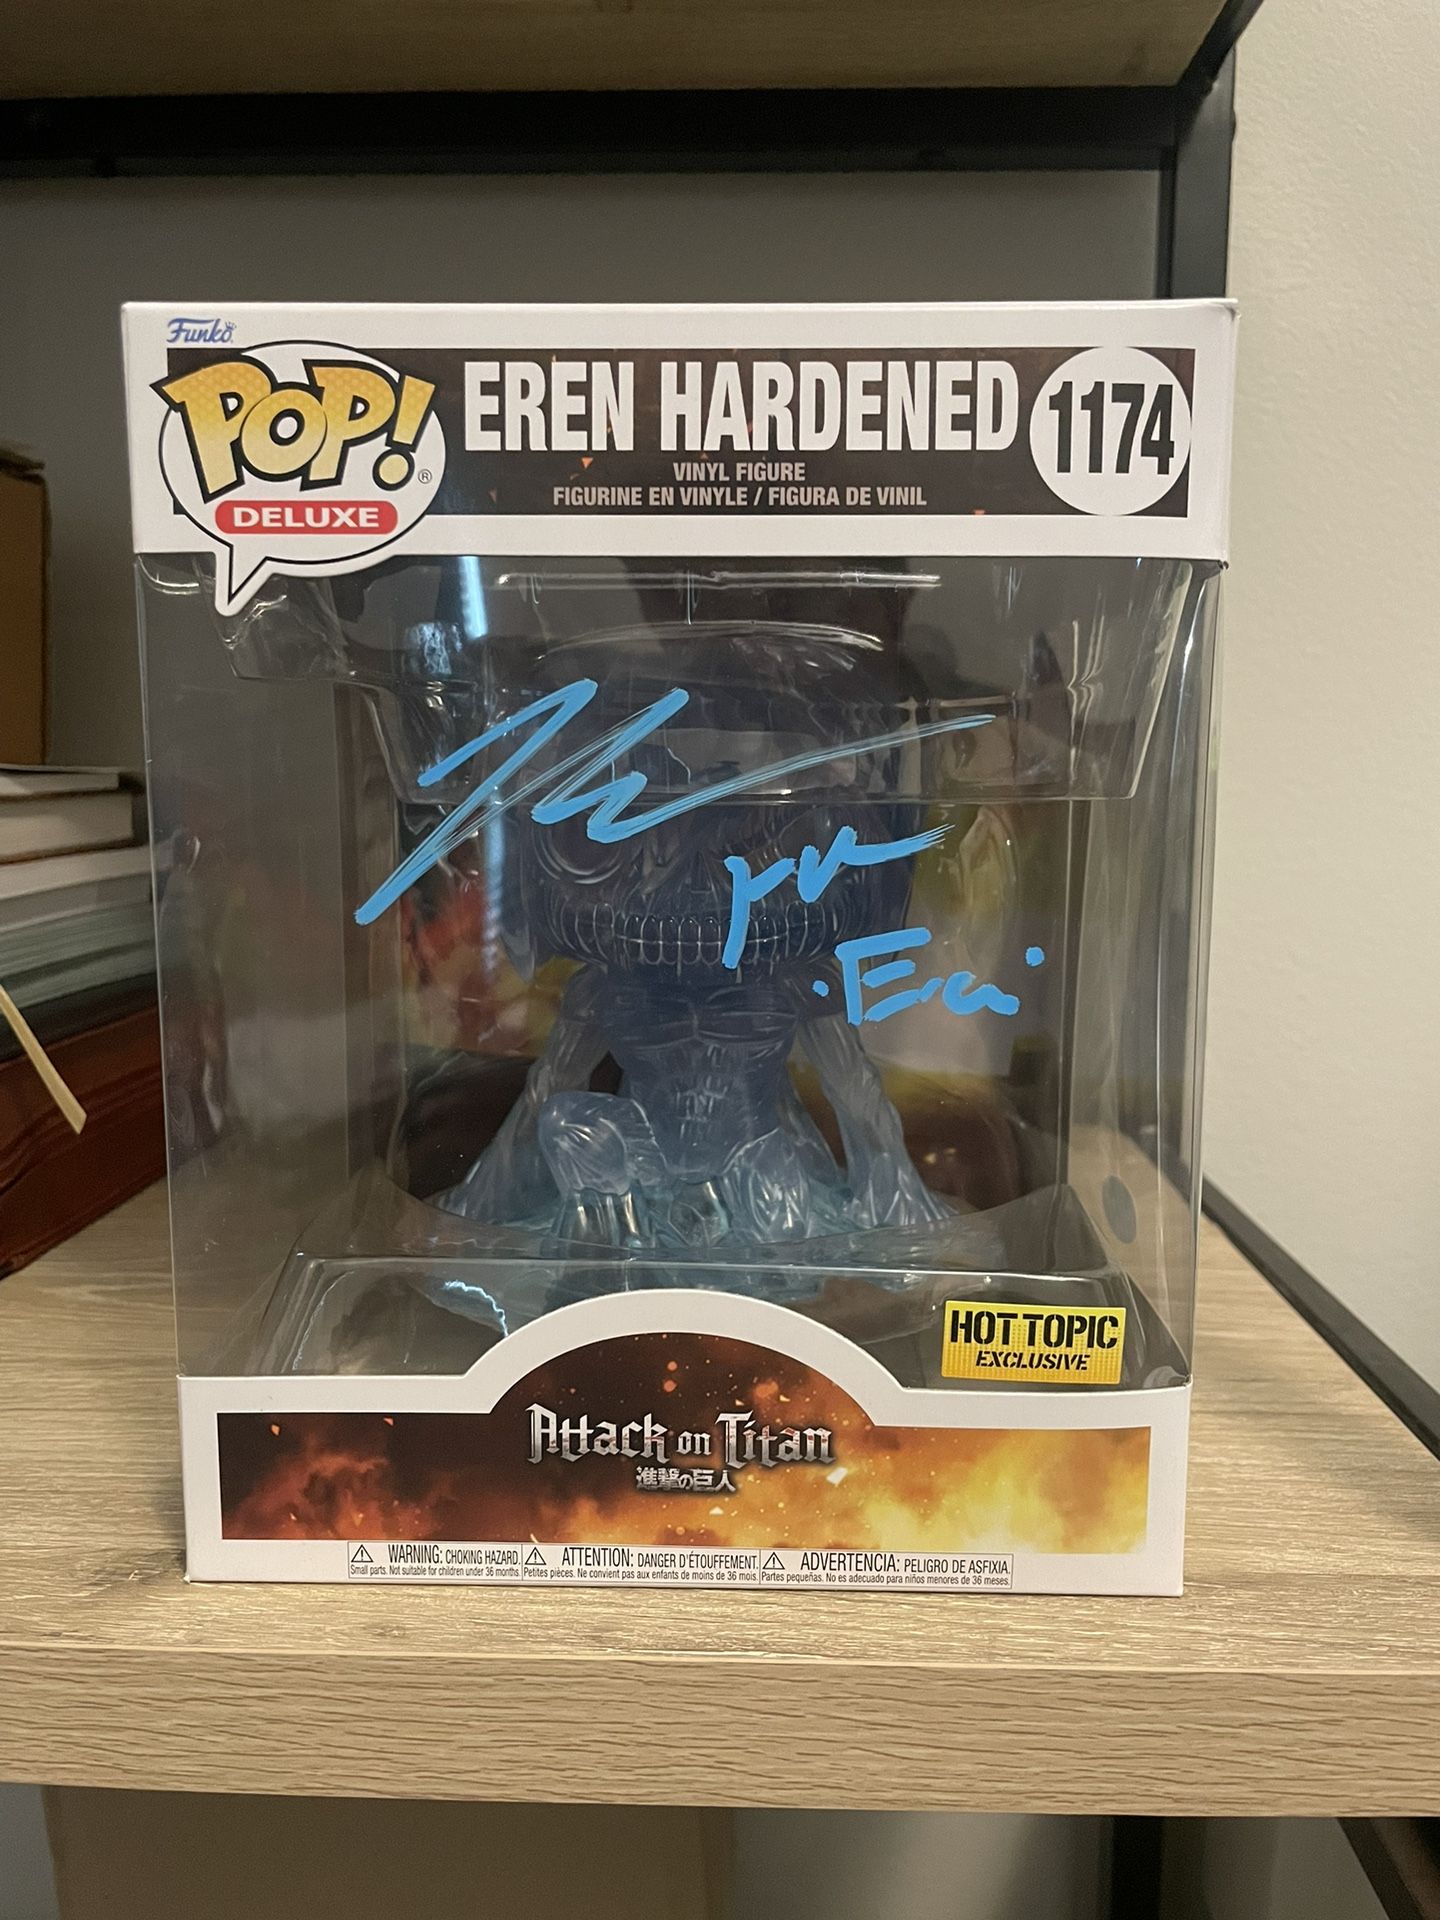 Funko
POP!®
DELUXE
EREN HARDENED
VINYL FIGURE
FIGURINE EN VINYLE / FIGURA DE VINIL
1174
"Eren"
HOT TOPIC
EXCLUSIVE
Attack on Titan
進撃の巨人
WARNING: CHOKING HAZARD.
Small parts. Not suitable for children under 36 months.
ATTENTION: DANGER D'ÉTOUFFEMENT.
Petites pièces. Ne convient pas aux enfants de moins de 36 mois.
ADVERTENCIA: PELIGRO DE ASFIXIA.
Partes pequeñas. No es adecuado para niños menores de 36 meses.